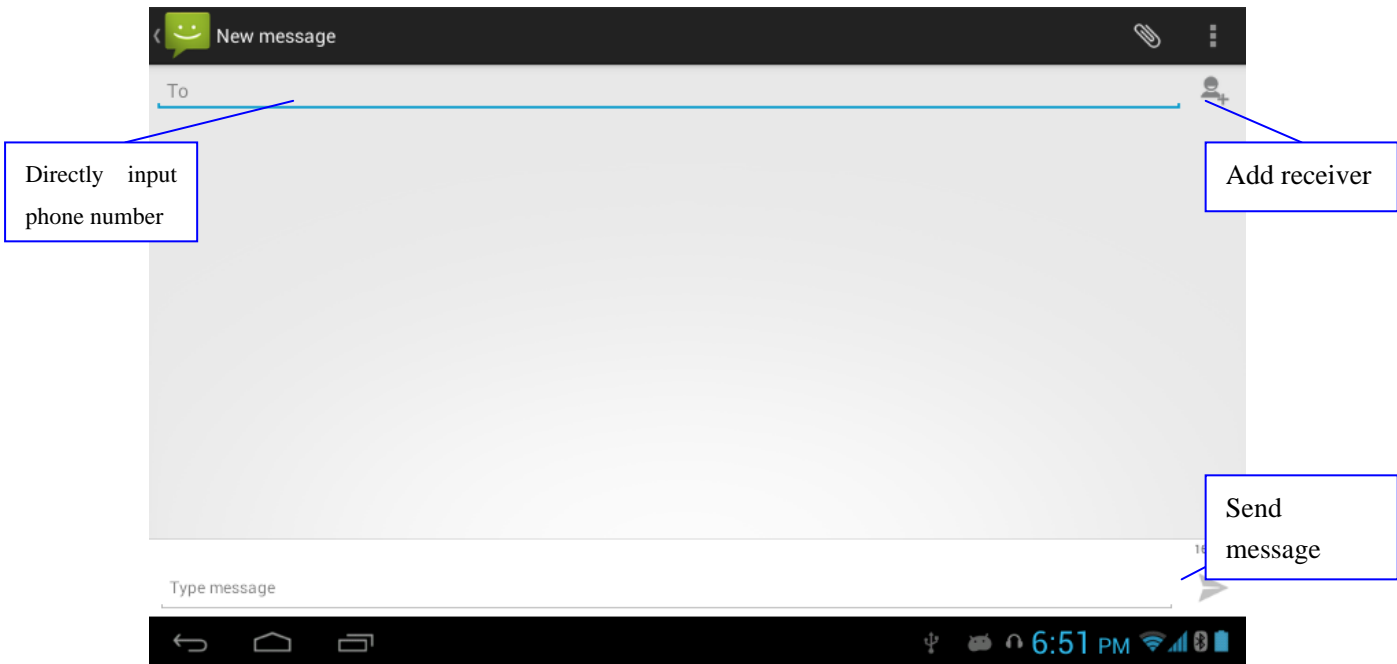 New message
To
Directly input
phone number
Add receiver
Send
message
Type message
6:51 PM